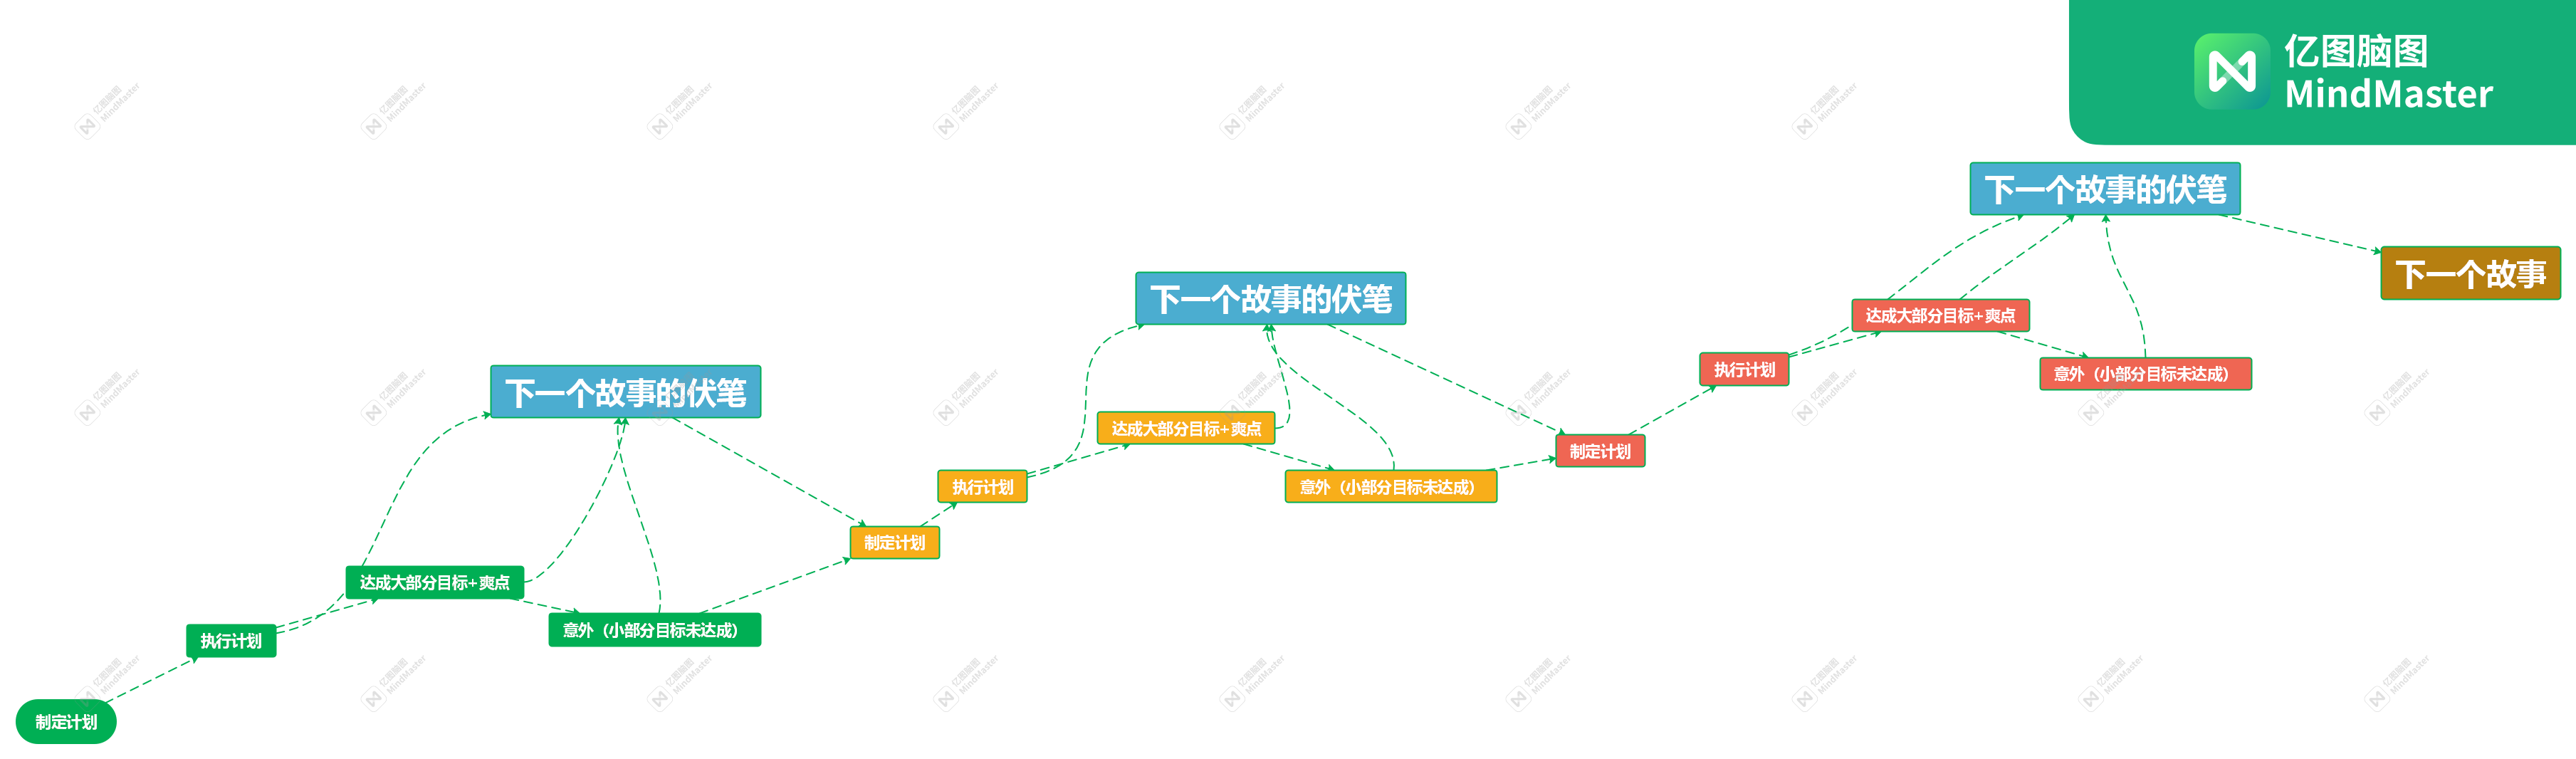 亿图脑图
MindMaster
下一个故事的伏笔
下一个故事
下一个故事的伏笔
达成大部分目标+爽点
执行计划
意外（小部分目标未达成）
下一个故事的伏笔
达成大部分目标+爽点
制定计划
执行计划
意外（小部分目标未达成）
制定计划
达成大部分目标+爽点
意外（小部分目标未达成）
执行计划
制定计划